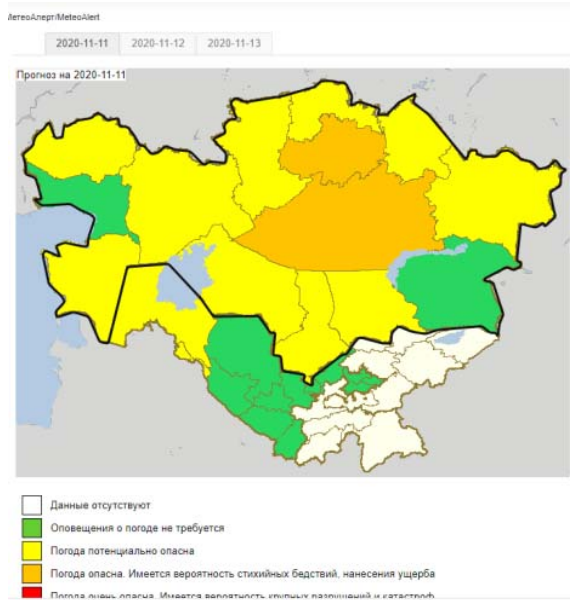 МетеоАлерт/MeteoAlert
2020-11-11 2020-11-12 2020-11-13
Прогноз на 2020-11-11
Данные отсутствуют
Оповещения о погоде не требуется
Погода потенциально опасна
Погода опасна. Имеется вероятность стихийных бедствий, нанесения ущерба
Погода очень опасна. Имеется вероятность крупных разрушений и катастроф